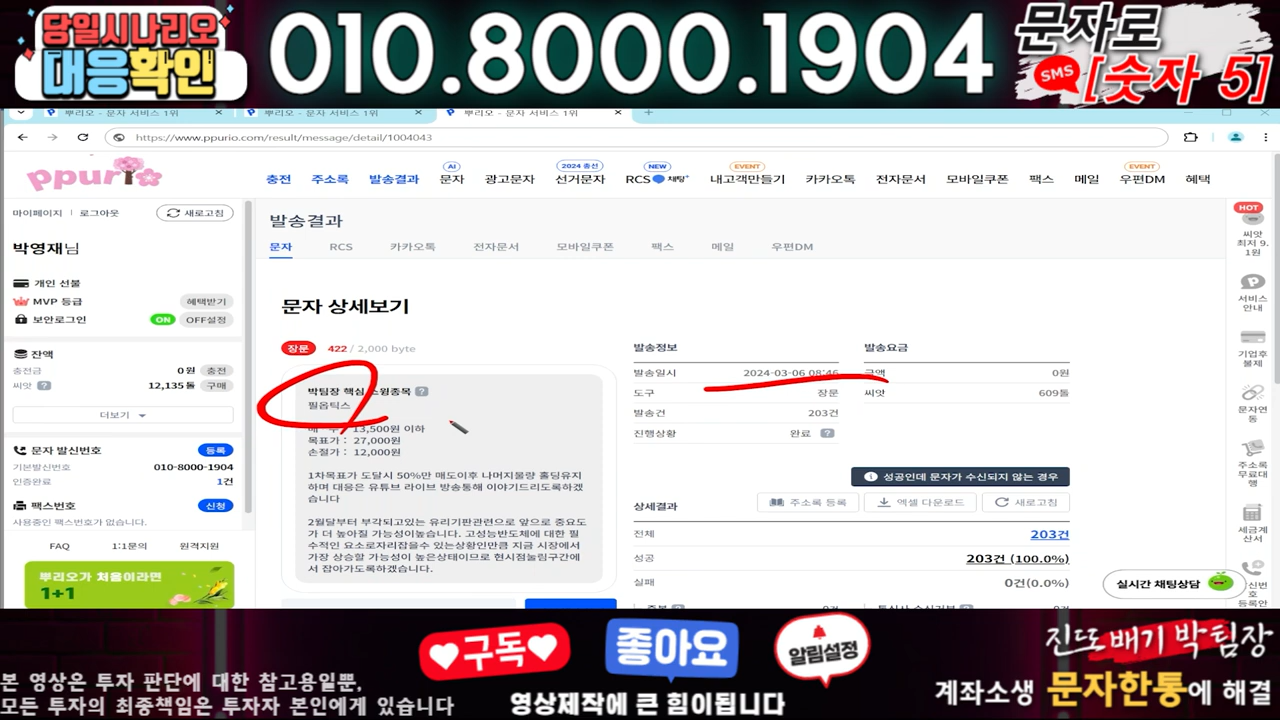 당일시나리오
대응확인
010.8000.1904
문자로
SMS
[숫자 5]
뿌리오 - 문자 서비스 1위
뿌리오 - 문자 서비스 1위
뿌리오 - 문자 서비스 1위
https://www.ppurio.com/result/message/detail/1004043
ppurio
충전
주소록
발송결과
AI
문자
광고문자
2024 총선
선거문자
NEW
RCS 채팅+
EVENT
내고객만들기
카카오톡
전자문서
모바일쿠폰
팩스
메일
EVENT
우편DM
혜택
마이페이지 | 로그아웃
새로고침
박영재님
개인 선불
MVP 등급
혜택받기
보안로그인
ON
OFF설정
잔액
충전금
0원
충전
씨앗 ?
12,135톨
구매
더보기
문자 발신번호
등록
기본발신번호
010-8000-1904
인증완료
1건
팩스번호
신청
사용중인 팩스번호가 없습니다.
FAQ
1:1문의
원격지원
뿌리오가 처음이라면
1+1
발송결과
문자
RCS
카카오톡
전자문서
모바일쿠폰
팩스
메일
우편DM
문자 상세보기
장문
422 / 2,000 byte
박팀장 핵심 스윙종목 ?
필옵틱스
13,500원 이하
목표가 : 27,000원
손절가 : 12,000원
1차목표가 도달시 50%만 매도이후 나머지물량 홀딩유지
하며 대응은 유튜브 라이브 방송통해 이야기드리도록하겠
습니다
2월달부터 부각되고있는 유리기판관련으로 앞으로 중요도
가 더 높아질 가능성이높습니다. 고성능반도체에 대한 필
수적인 요소로자리잡을수 있는상황인만큼 지금 시장에서
가장 상승할 가능성이 높은상태이므로 현시점눌림구간에
서 잡아가도록하겠습니다.
발송정보
발송일시
2024-03-06 08:46
도구
장문
발송건
203건
진행상황
완료 ?
발송요금
금액
0원
씨앗
609톨
성공인데 문자가 수신되지 않는 경우
상세결과
주소록 등록
엑셀 다운로드
새로고침
전체
203건
성공
203건 (100.0%)
실패
0건(0.0%)
HOT
씨앗
최저 9.
1원
서비스
안내
기업후
불제
문자연
동
주소록
무료대
행
세금계
산서
실시간 채팅상담
구독
좋아요
알림설정
영상제작에 큰 힘이됩니다
본 영상은 투자 판단에 대한 참고용일뿐,
모든 투자의 최종책임은 투자자 본인에게 있습니다
진또배기 박팀장
계좌소생 문자한통에 해결